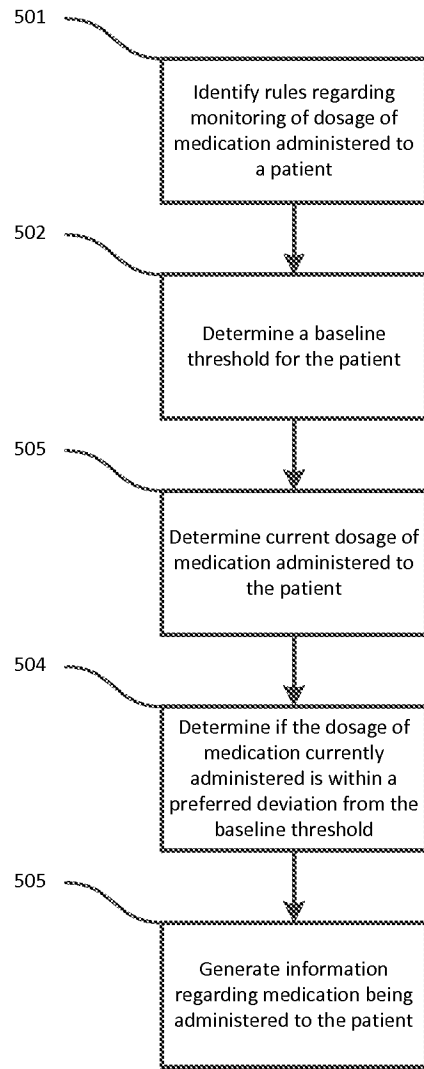 501
Identify rules regarding
monitoring of dosage of
medication administered to
a patient
502
Determine a baseline
threshold for the patient
505
Determine current dosage of
medication administered to
the patient
504
Determine if the dosage of
medication currently
administered is within a
preferred deviation from the
baseline threshold
505
Generate information
regarding medication being
administered to the patient